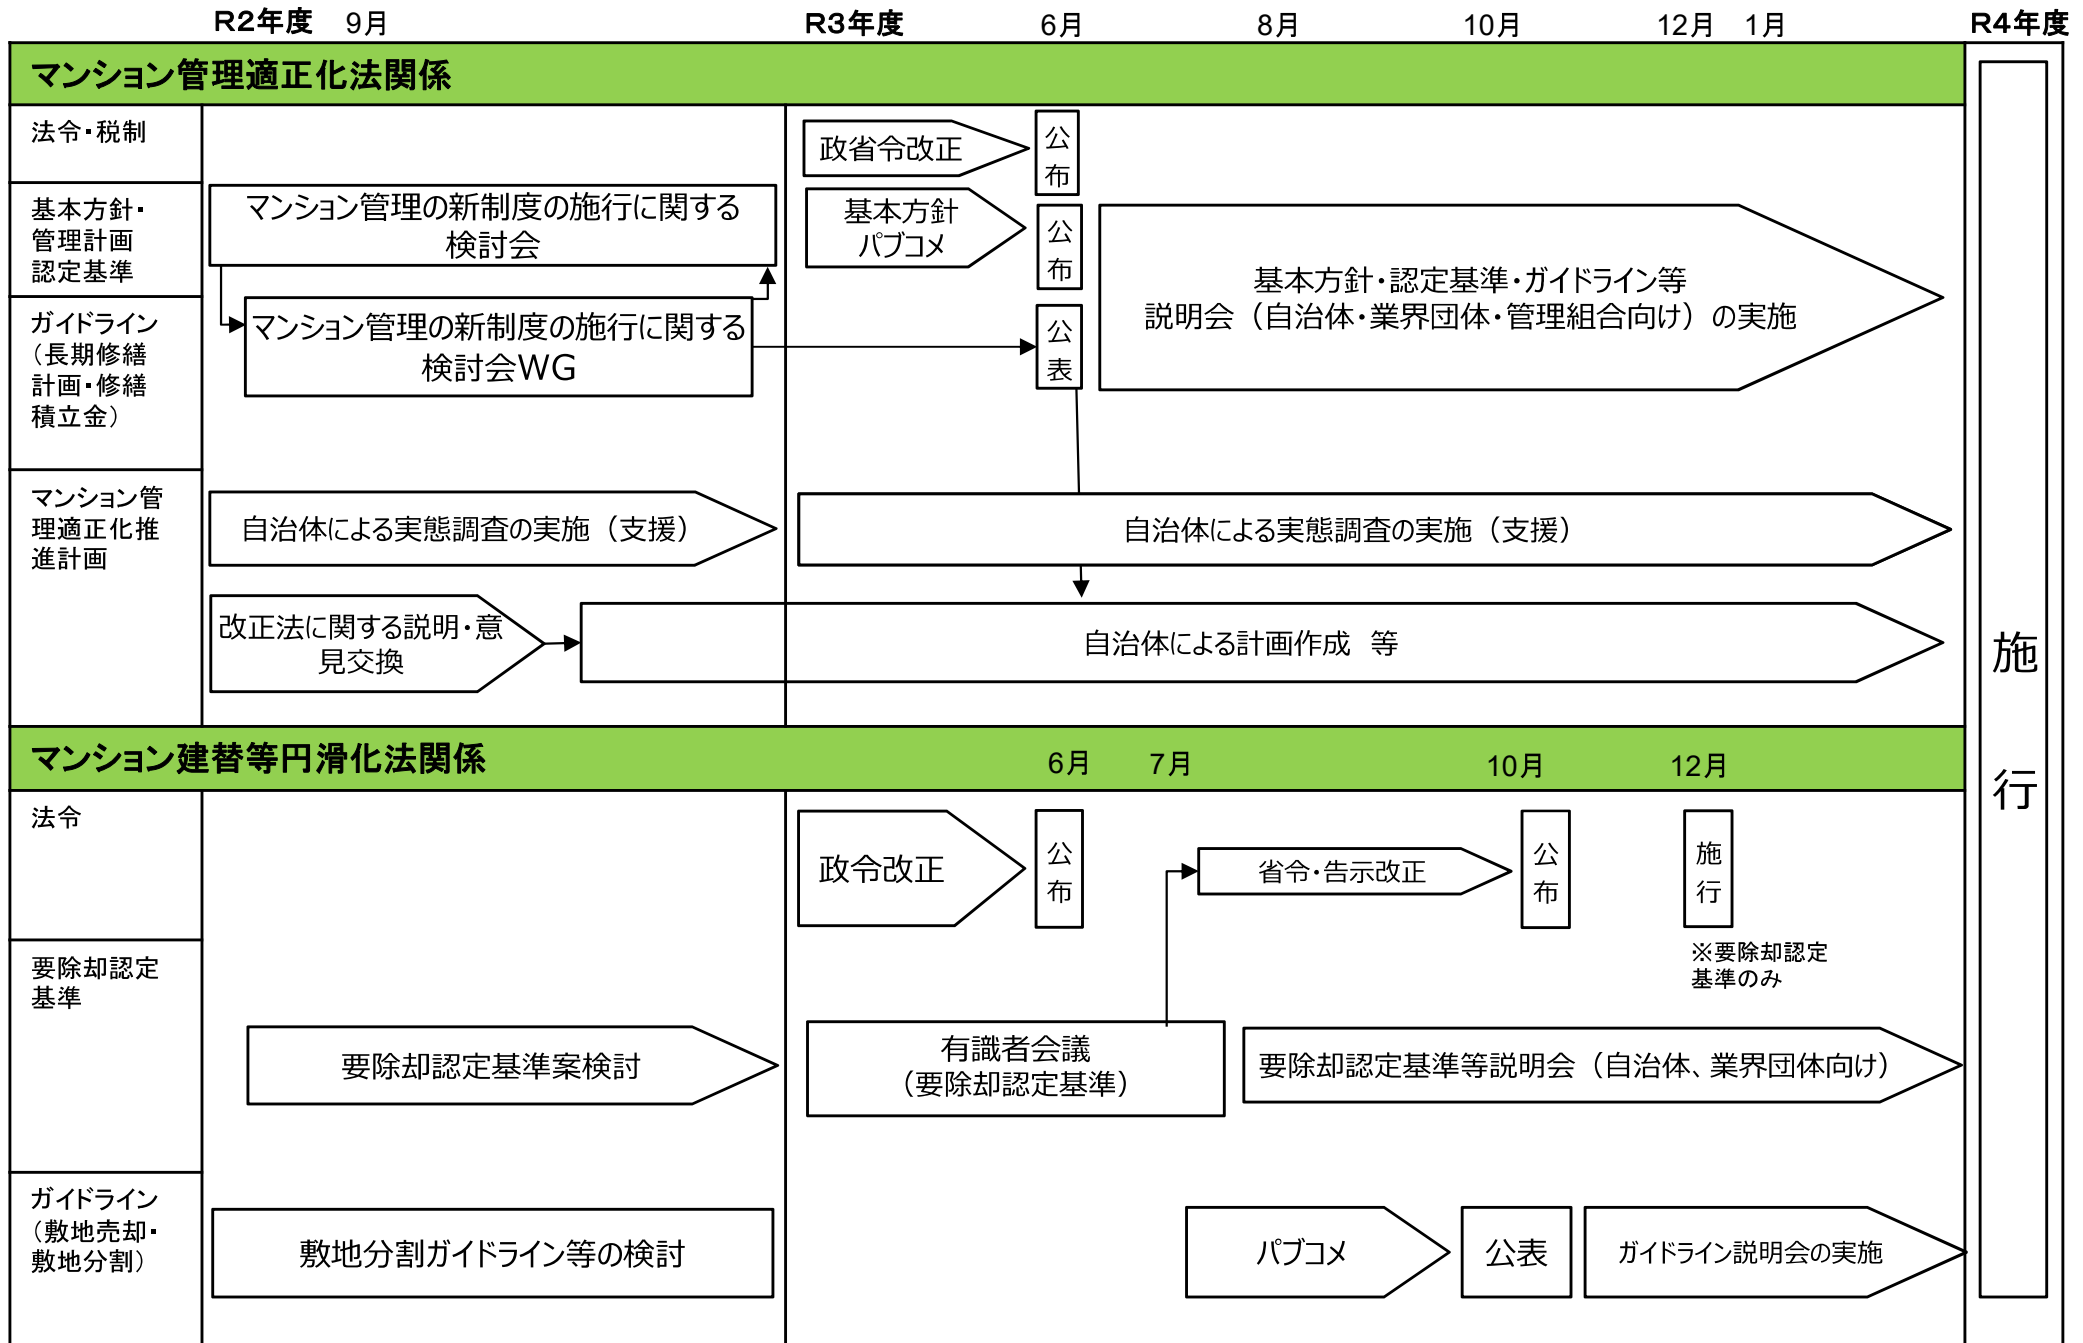 R2年度 9月 R3年度 6月 8月 10月 12月 1月 R4年度
マンション管理適正化法関係
法令・税制
政省令改正
公
布
基本方針・
管理計画
認定基準
マンション管理の新制度の施行に関する
検討会
基本方針
パブコメ
公
布
基本方針・認定基準・ガイドライン等
説明会（自治体・業界団体・管理組合向け）の実施
ガイドライン
（長期修繕
計画・修繕
積立金）
マンション管理の新制度の施行に関する
検討会WG
公
表
マンション管
理適正化推
進計画
自治体による実態調査の実施（支援）
自治体による実態調査の実施（支援）
改正法に関する説明・意
見交換
自治体による計画作成 等
施
行
マンション建替等円滑化法関係 6月 7月 10月 12月
法令
政令改正
公
布
省令・告示改正
公
布
施
行
※要除却認定
基準のみ
要除却認定
基準
要除却認定基準案検討
有識者会議
（要除却認定基準）
要除却認定基準等説明会（自治体、業界団体向け）
ガイドライン
（敷地売却・
敷地分割）
敷地分割ガイドライン等の検討
パブコメ
公表
ガイドライン説明会の実施